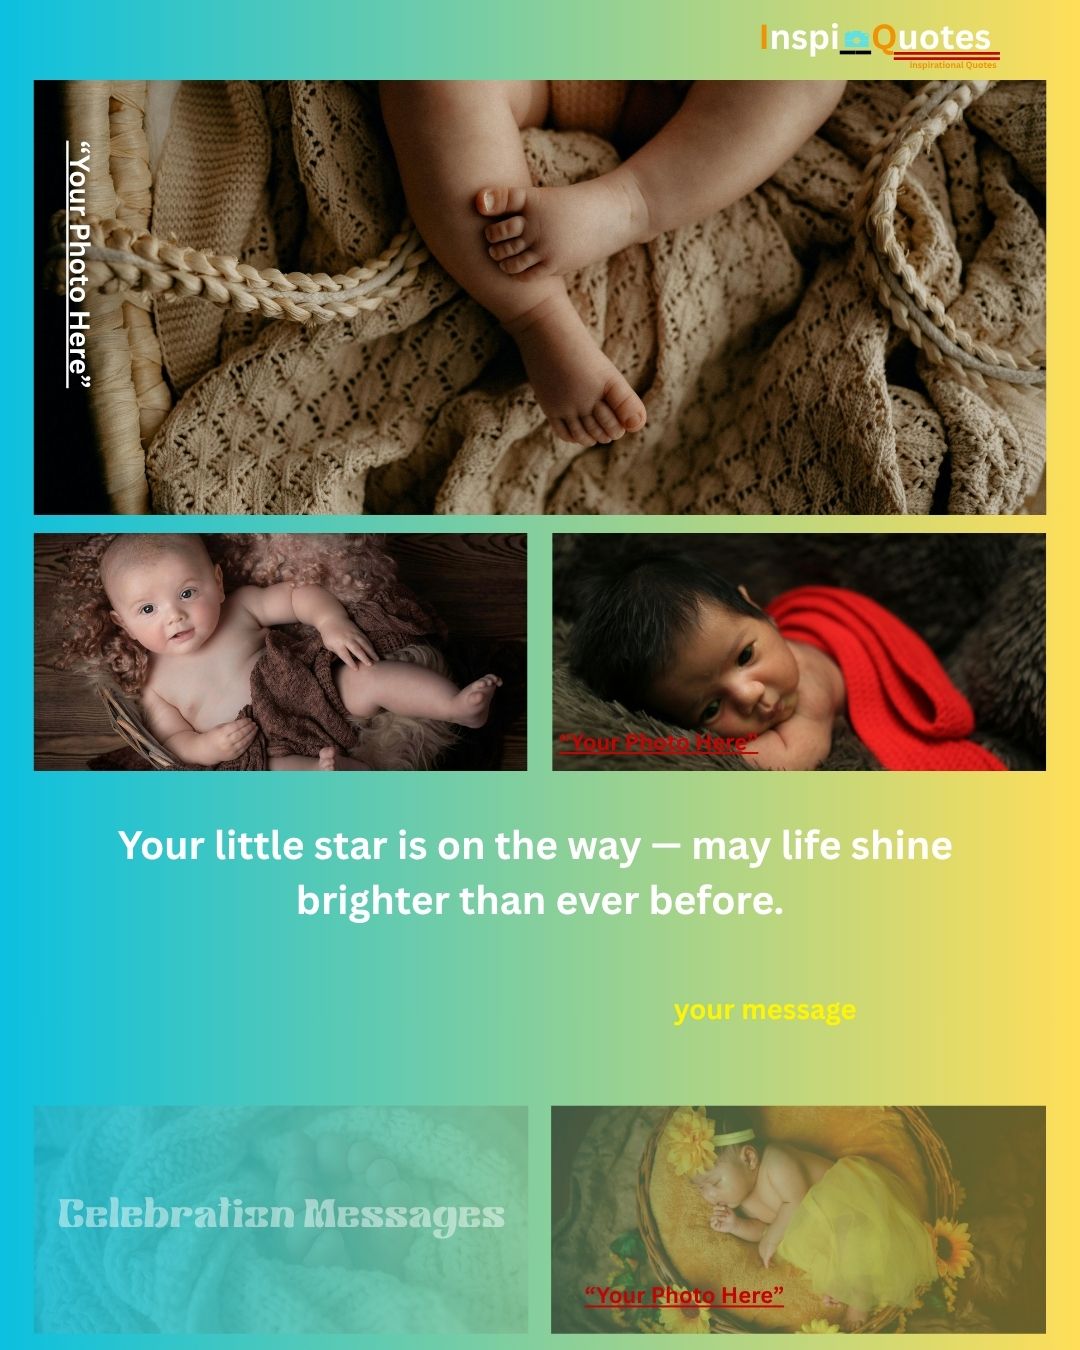 InspiQuotes
Inspirational Quotes
“Your Photo Here”
“Your Photo Here”
Your little star is on the way — may life shine
brighter than ever before.
your message
Celebration Messages
“Your Photo Here”